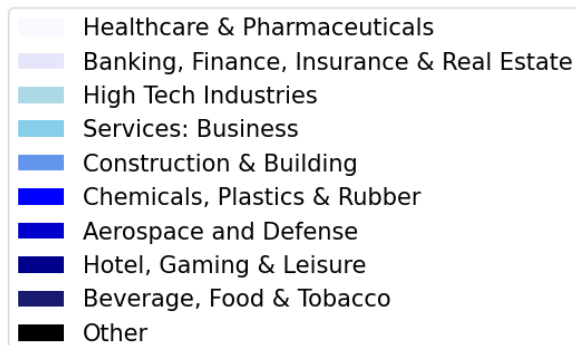 Healthcare & Pharmaceuticals
Banking, Finance, Insurance & Real Estate
High Tech Industries
Services: Business
Construction & Building
Chemicals, Plastics & Rubber
Aerospace and Defense
Hotel, Gaming & Leisure
Beverage, Food & Tobacco
Other